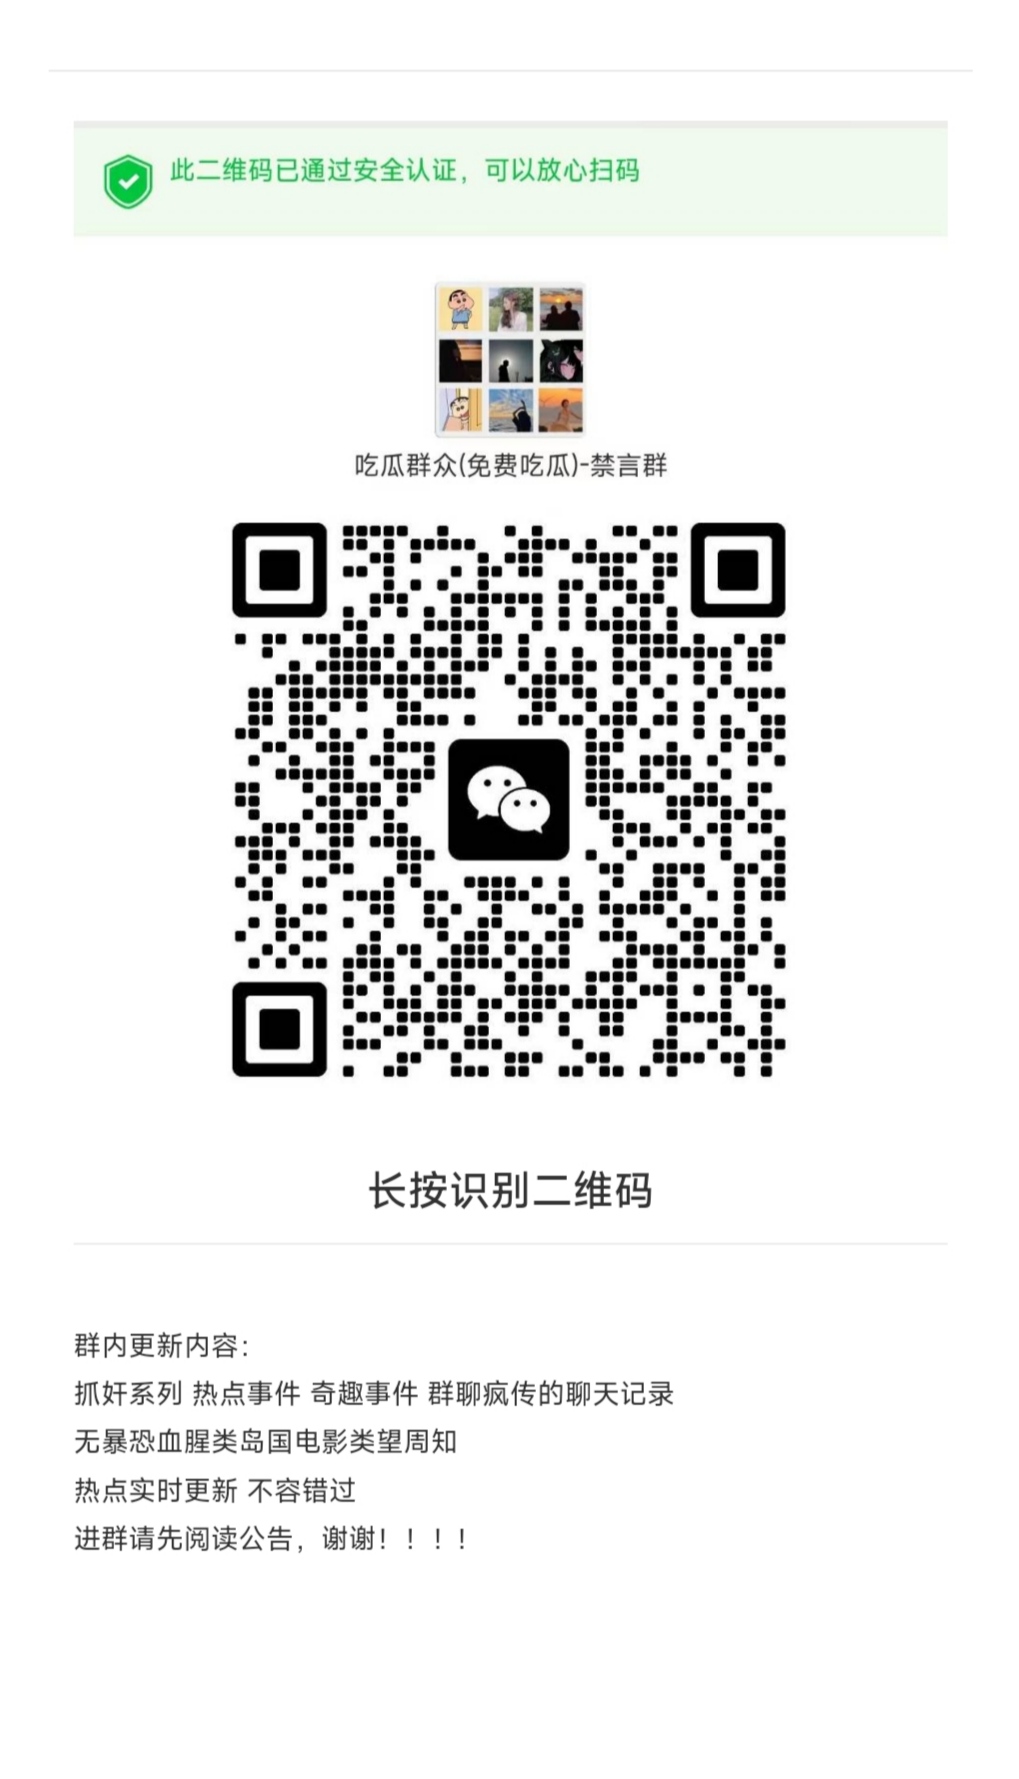 此二维码已通过安全认证，可以放心扫码
吃瓜群众(免费吃瓜)-禁言群
长按识别二维码
群内更新内容：
抓奸系列 热点事件 奇趣事件 群聊疯传的聊天记录
无暴恐血腥类岛国电影类望周知
热点实时更新 不容错过
进群请先阅读公告，谢谢！！！！